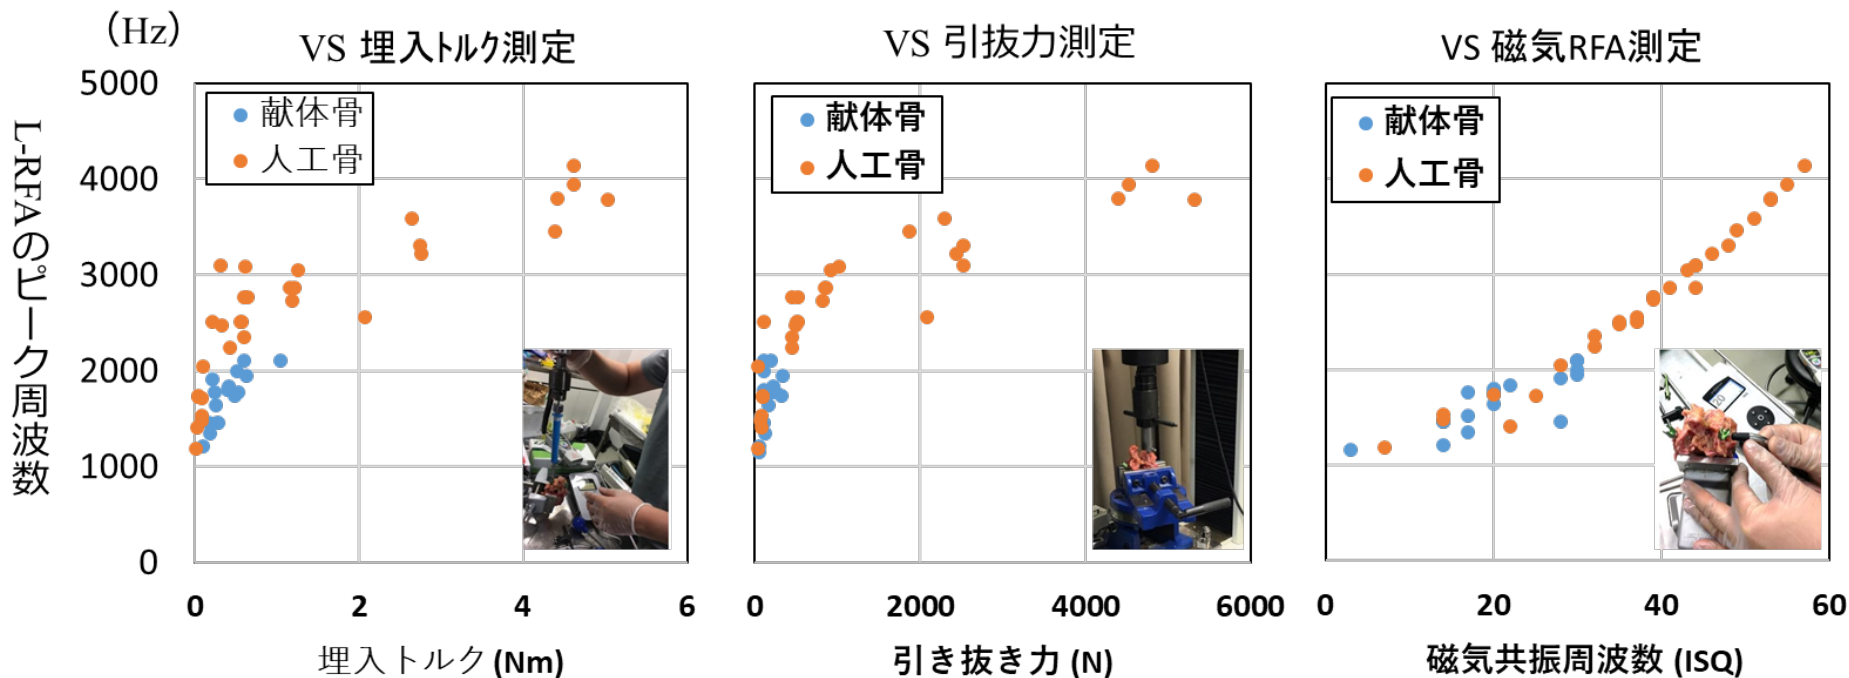 (Hz)
L-RFAのピーク周波数
VS 埋入トルク測定
5000
4000
3000
2000
1000
0
献体骨
人工骨
0 2 4 6
埋入トルク(Nm)
VS 引抜力測定
献体骨
人工骨
0 2000 4000 6000
引き抜き力 (N)
VS 磁気RFA測定
献体骨
人工骨
0 20 40 60
磁気共振周波数 (ISQ)